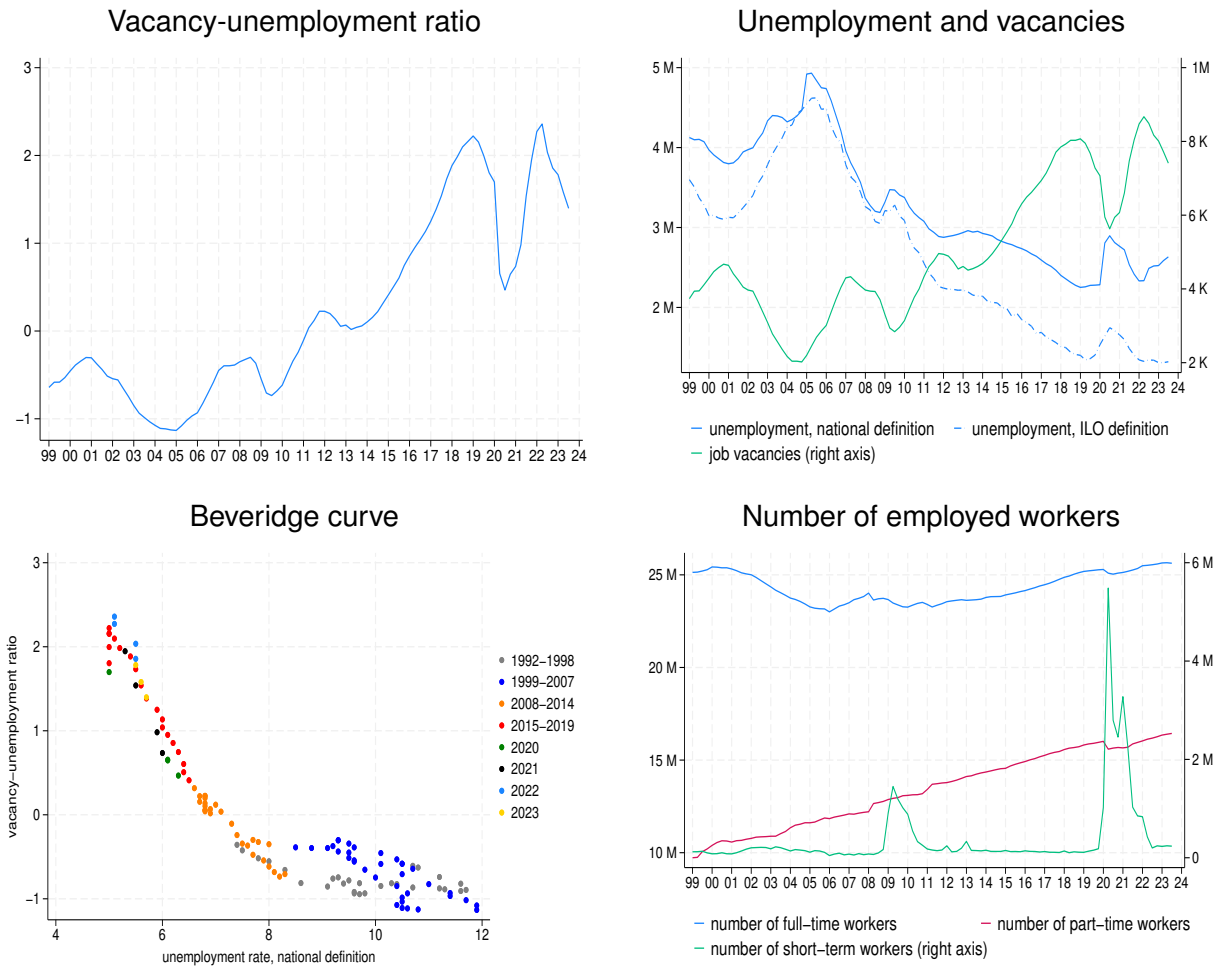 Vacancy-unemployment ratio
3
2
1
0
−1
99 00 01 02 03 04 05 06 07 08 09 10 11 12 13 14 15 16 17 18 19 20 21 22 23 24
Unemployment and vacancies
5 M
4 M
3 M
2 M
1M
8 K
6 K
4 K
2 K
99 00 01 02 03 04 05 06 07 08 09 10 11 12 13 14 15 16 17 18 19 20 21 22 23 24
unemployment, national definition
unemployment, ILO definition
job vacancies (right axis)
Beveridge curve
vacancy−unemployment ratio
3
2
1
0
−1
4 6 8 10 12
unemployment rate, national definition
1992−1998
1999−2007
2008−2014
2015−2019
2020
2021
2022
2023
Number of employed workers
25 M
20 M
15 M
10 M
6 M
4 M
2 M
0
99 00 01 02 03 04 05 06 07 08 09 10 11 12 13 14 15 16 17 18 19 20 21 22 23 24
number of full−time workers
number of part−time workers
number of short−term workers (right axis)